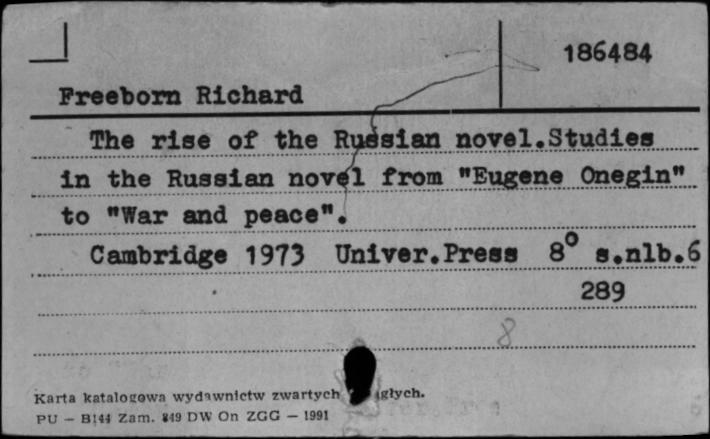 186484
Freeborn Richard
The rise of the Russian novel.Studies
in the Russian novel from "Eugene Onegin"
to "War and peace".
Cambridge 1973 Univer.Press 8° s.nlb.6
289
8
Karta katalogowa wydawnictw zwartych głych.
PU — B144 Zam. 849 DW On ZGG — 1991